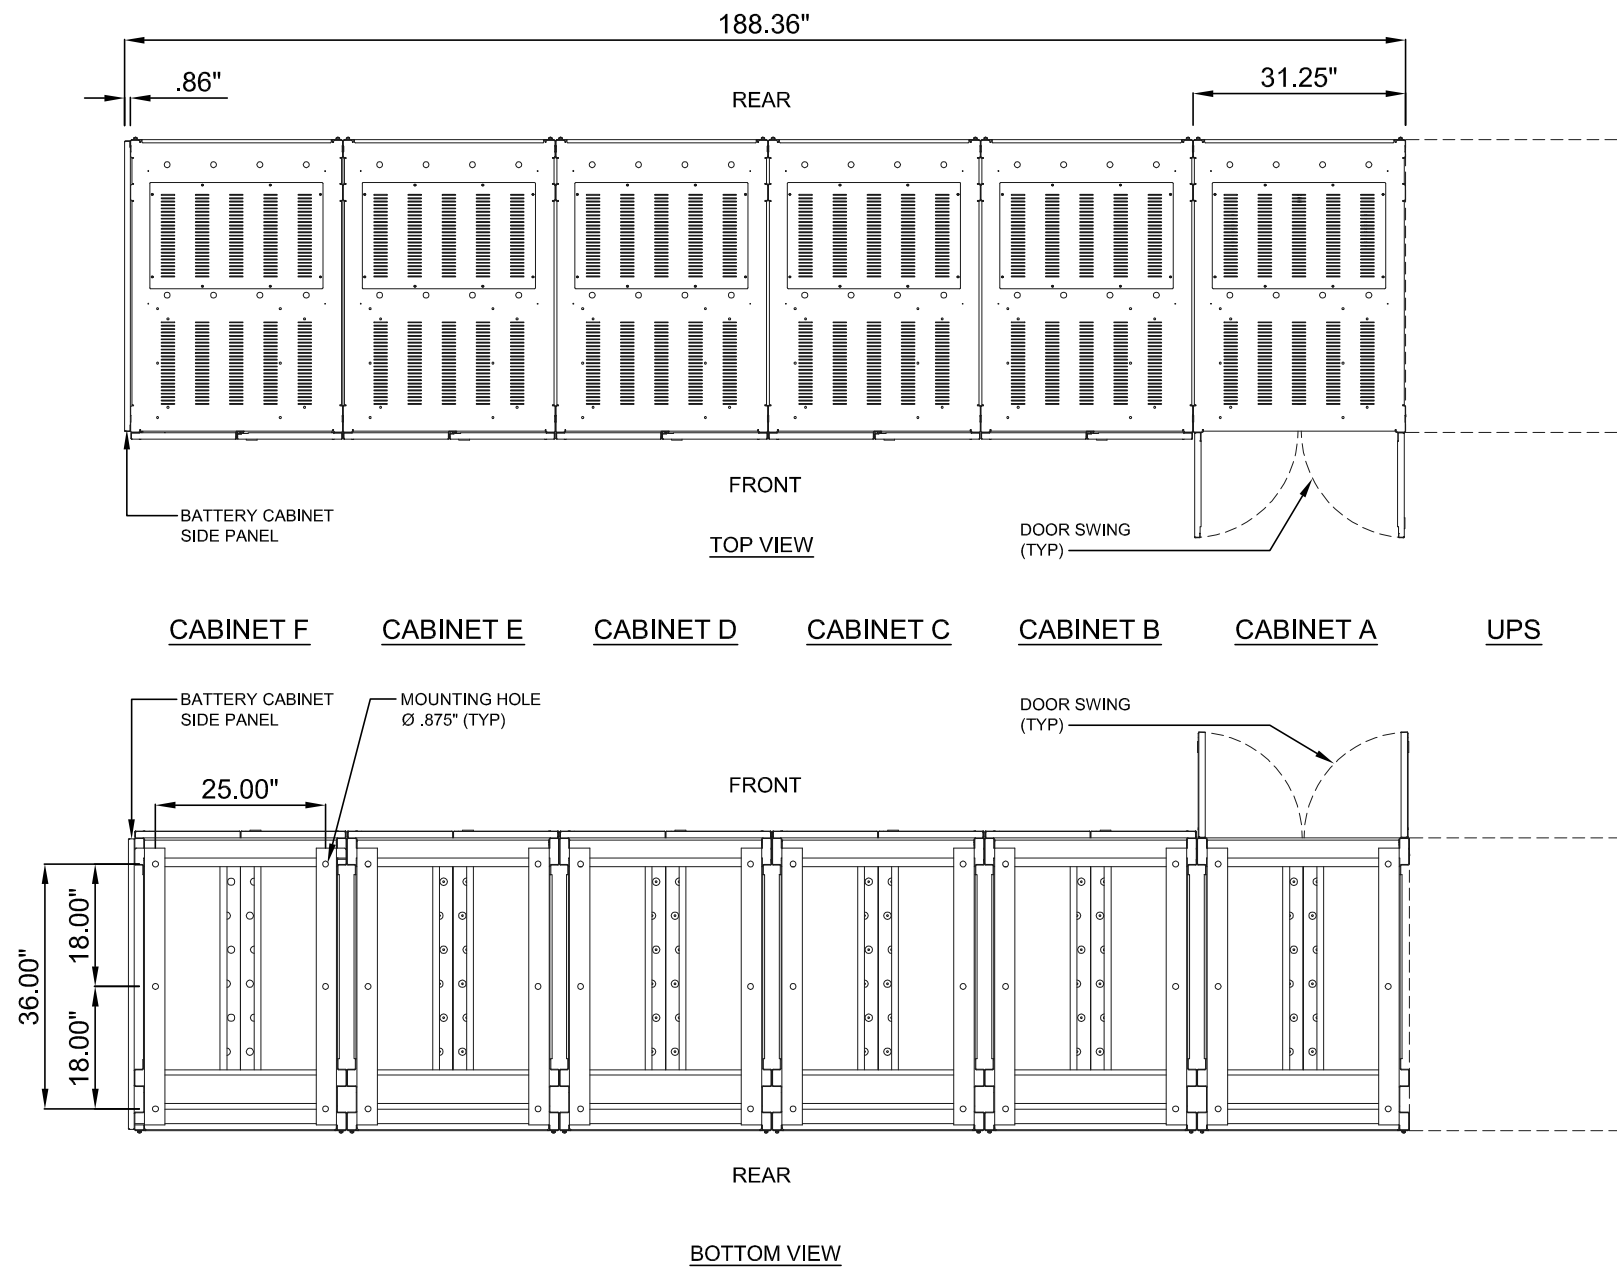 188.36"
.86"
REAR
31.25"
FRONT
BATTERY CABINET
SIDE PANEL
TOP VIEW
DOOR SWING
(TYP)
CABINET F
CABINET E
CABINET D
CABINET C
CABINET B
CABINET A
UPS
BATTERY CABINET
SIDE PANEL
MOUNTING HOLE
Ø .875" (TYP)
DOOR SWING
(TYP)
FRONT
25.00"
36.00"
18.00"
18.00"
REAR
BOTTOM VIEW